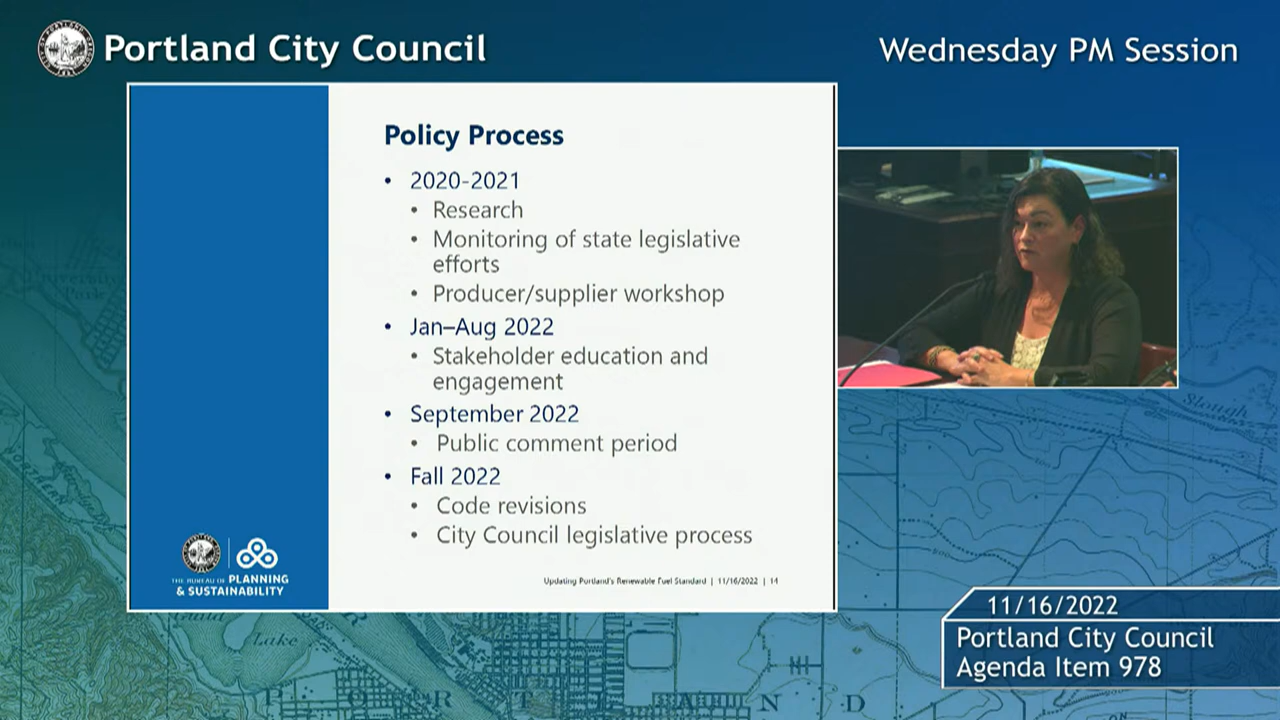 Portland City Council
Wednesday PM Session
Policy Process
• 2020-2021
• Research
• Monitoring of state legislative
efforts
• Producer/supplier workshop
• Jan–Aug 2022
• Stakeholder education and
engagement
• September 2022
• Public comment period
• Fall 2022
• Code revisions
• City Council legislative process
THE BUREAU OF PLANNING
& SUSTAINABILITY
Updating Portland's Renewable Fuel Standard | 11/16/2022 | 14
11/16/2022
Portland City Council
Agenda Item 978
Slough
Guild
Lake
P O R T L A N D